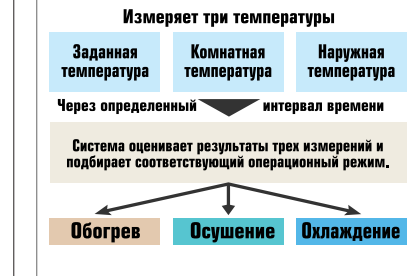 Измеряет три температуры
Заданная температура
Комнатная температура
Наружная температура
Через определенный интервал времени
Система оценивает результаты трех измерений и
подбирает соответствующий операционный режим.
Обогрев Осушение Охлаждение